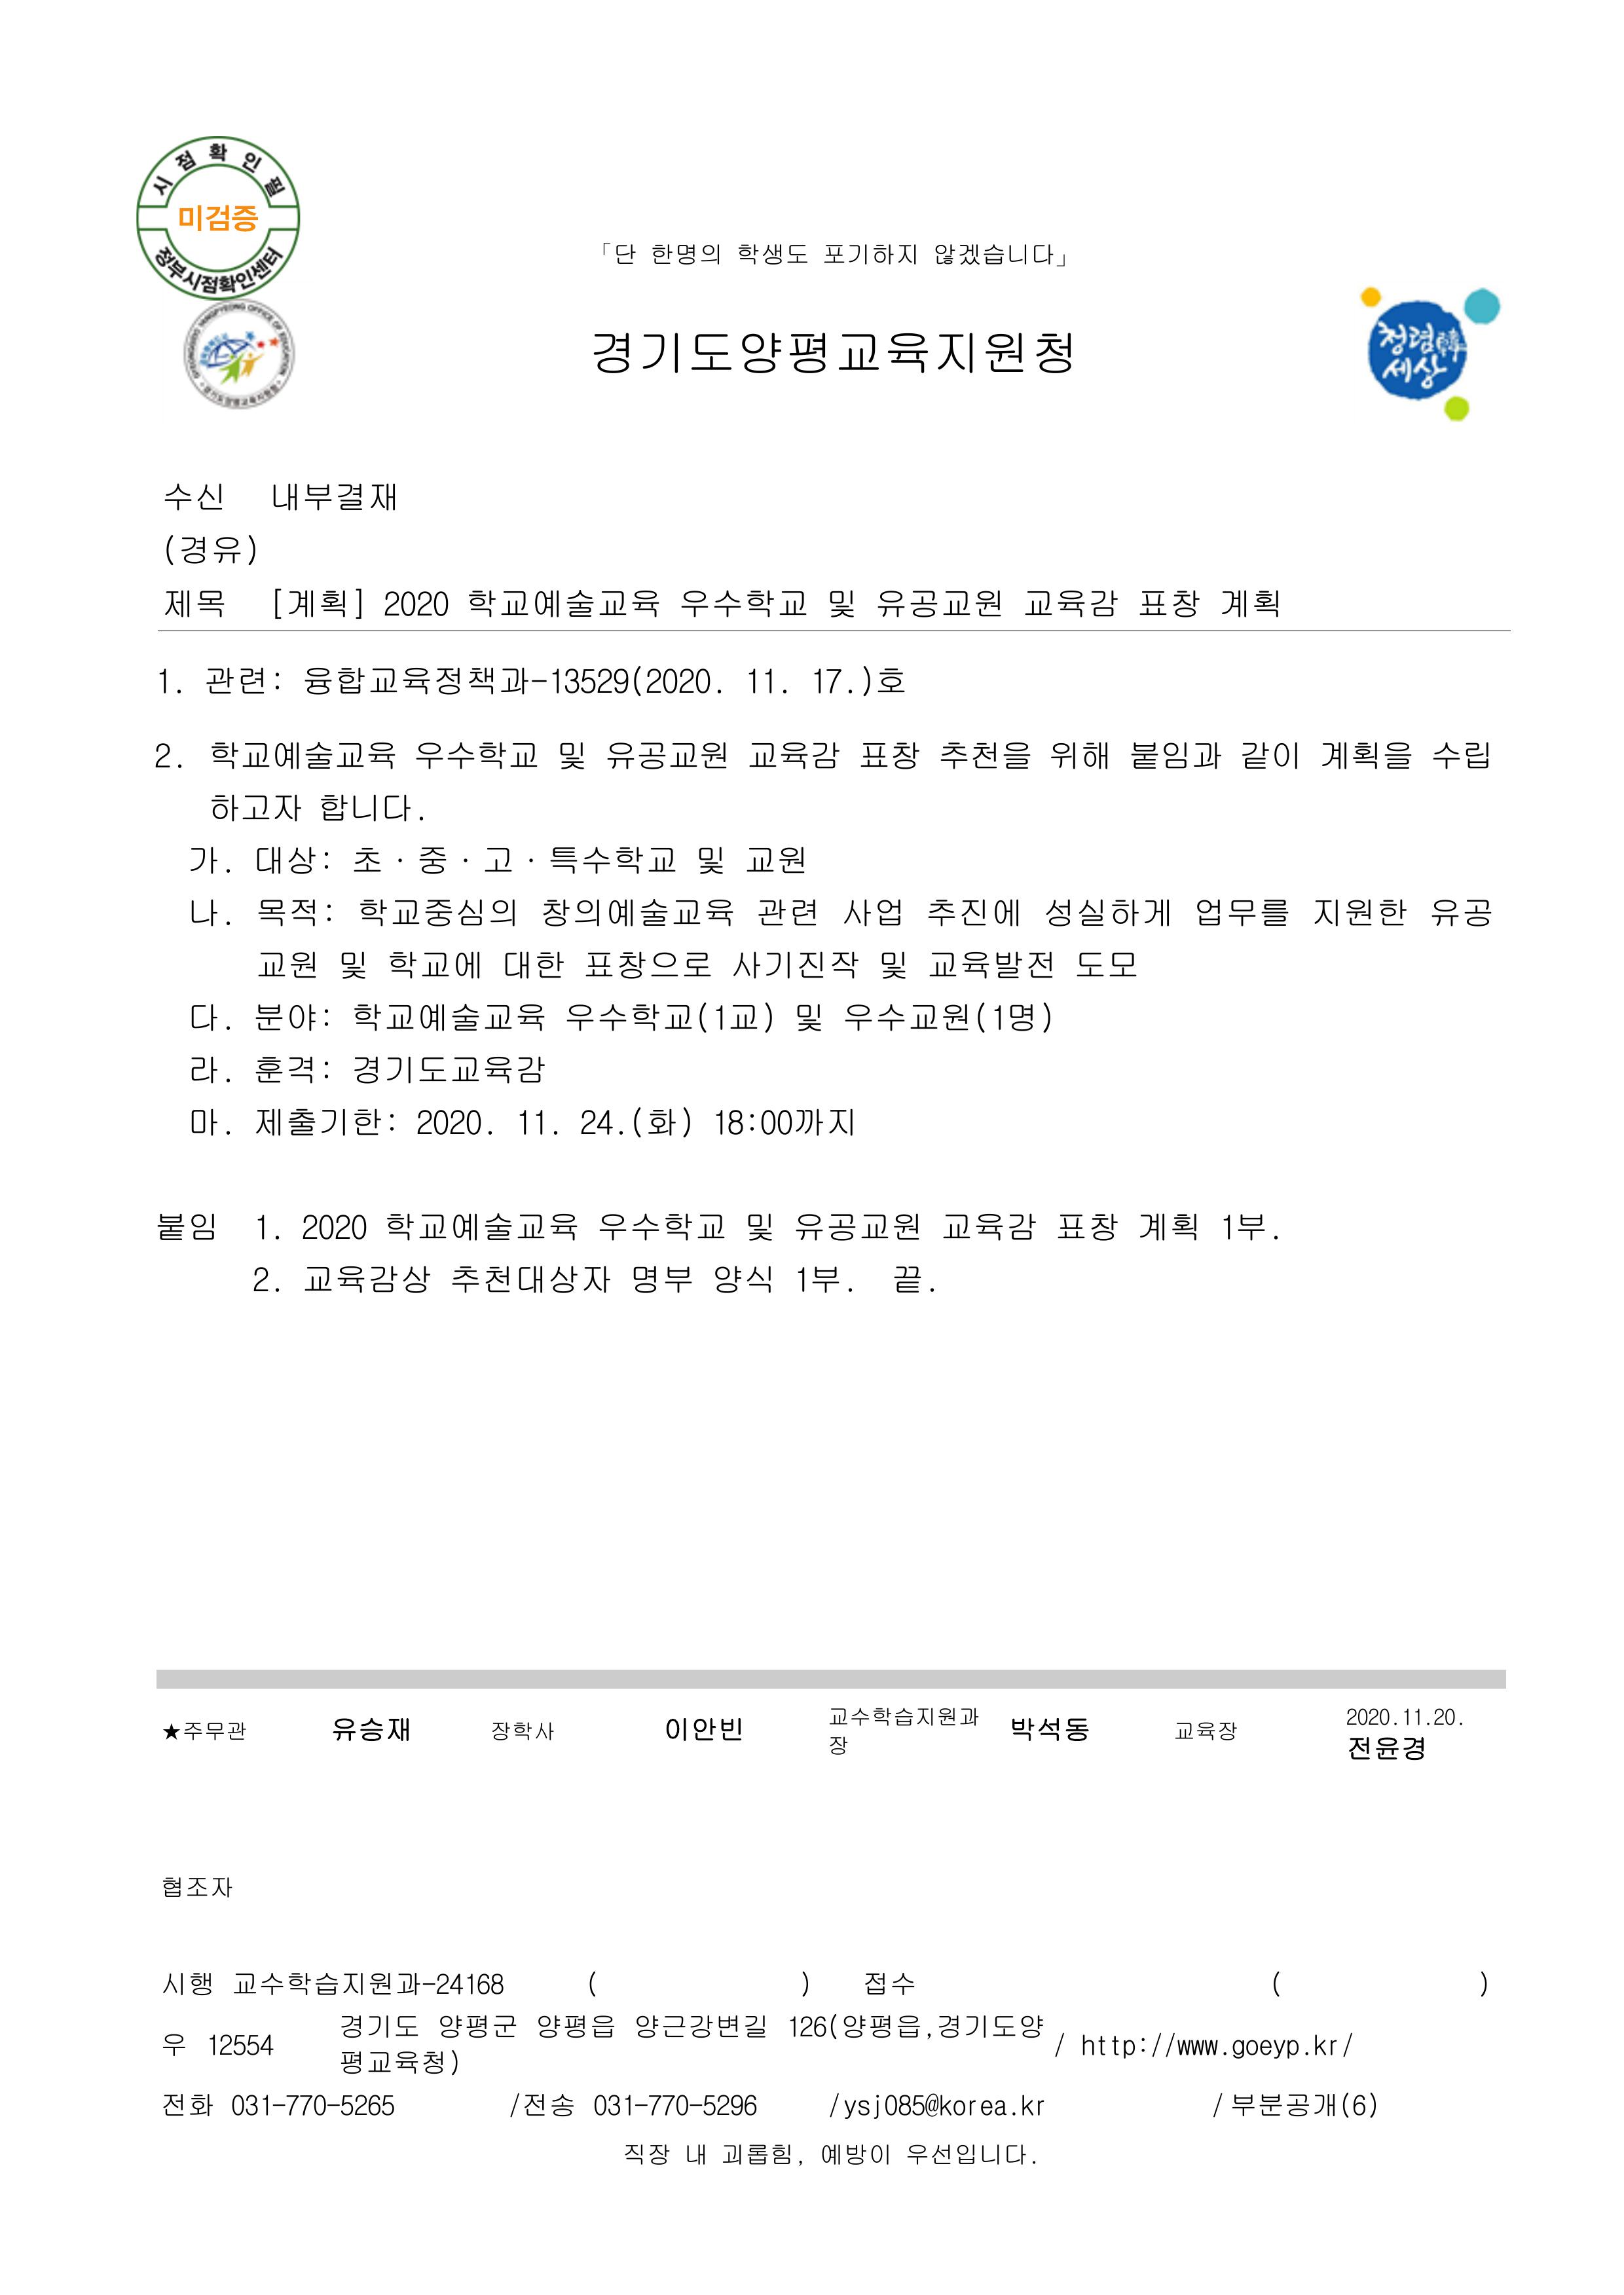 시점확인필
미검증
정부시점확인센터
「단 한명의 학생도 포기하지 않겠습니다」
GYEONGGIDO YANGPYEONG OFFICE OF EDUCATION
경기도양평교육지원청
경기도양평교육지원청
청렴韓
세상
수신 내부결재
(경유)
제목 [계획] 2020 학교예술교육 우수학교 및 유공교원 교육감 표창 계획
1. 관련: 융합교육정책과-13529(2020. 11. 17.)호
2. 학교예술교육 우수학교 및 유공교원 교육감 표창 추천을 위해 붙임과 같이 계획을 수립
하고자 합니다.
가. 대상: 초·중·고·특수학교 및 교원
나. 목적: 학교중심의 창의예술교육 관련 사업 추진에 성실하게 업무를 지원한 유공
교원 및 학교에 대한 표창으로 사기진작 및 교육발전 도모
다. 분야: 학교예술교육 우수학교(1교) 및 우수교원(1명)
라. 훈격: 경기도교육감
마. 제출기한: 2020. 11. 24.(화) 18:00까지
붙임 1. 2020 학교예술교육 우수학교 및 유공교원 교육감 표창 계획 1부.
2. 교육감상 추천대상자 명부 양식 1부. 끝.
★주무관 유승재 장학사 이안빈 교수학습지원과장 박석동 교육장 2020.11.20. 전윤경
협조자
시행 교수학습지원과-24168 ( ) 접수 ( )
우 12554 경기도 양평군 양평읍 양근강변길 126(양평읍,경기도양평교육청) / http://www.goeyp.kr/
전화 031-770-5265 /전송 031-770-5296 /ysj085@korea.kr / 부분공개(6)
직장 내 괴롭힘, 예방이 우선입니다.